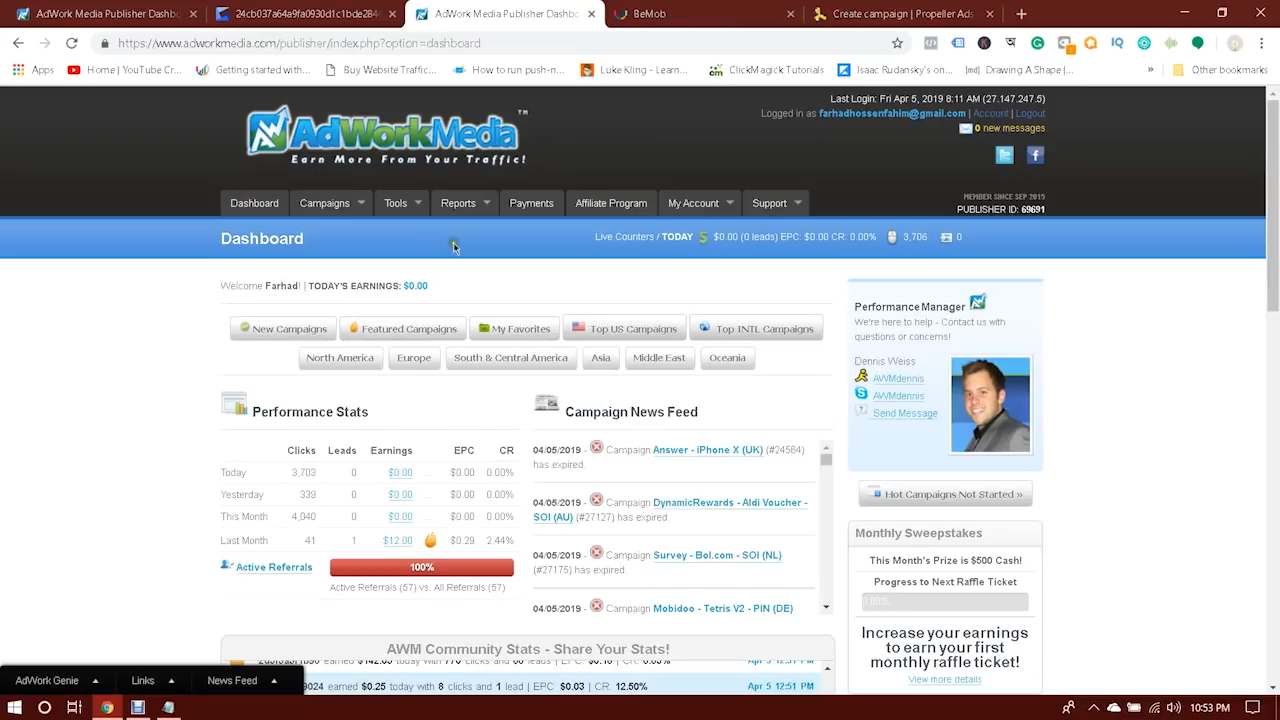 AdWork Media Publisher Dashbo
24cb037a64a9fa0930d1c1bde284
AdWork Media Publisher Dashbo
BeMob
Create campaign | Propeller Ads
https://www.adworkmedia.com/publisher/index.php?option=dashboard
Apps
Home | YouTube Cr...
Getting started with...
Buy Website Traffic...
How to run push-n...
Luke Kling - Learn...
ClickMagick Tutorials
Isaac Rudansky's on...
Drawing A Shape |...
»
Other bookmarks
Last Login: Fri Apr 5, 2019 8:11 AM (27.147.247.5)
Logged in as farhadhossenfahim@gmail.com | Account | Logout
0 new messages
AdWorkMedia™
Earn More From Your Traffic!
Dashboard
Campaigns
Tools
Reports
Payments
Affiliate Program
My Account
Support
MEMBER SINCE SEP 2015
PUBLISHER ID: 69691
Dashboard
Live Counters / TODAY $ $0.00 (0 leads) EPC: $0.00 CR: 0.00% 3,706 0
Welcome Farhad! | TODAY'S EARNINGS: $0.00
New Campaigns
Featured Campaigns
My Favorites
Top US Campaigns
Top INTL Campaigns
North America
Europe
South & Central America
Asia
Middle East
Oceania
Performance Stats
Clicks Leads Earnings EPC CR
Today 3,703 0 $0.00 ... $0.00 0.00%
Yesterday 339 0 $0.00 ... $0.00 0.00%
This Month 4,040 0 $0.00 ... $0.00 0.00%
Last Month 41 1 $12.00 $0.29 2.44%
Active Referrals 100%
Active Referrals (57) vs. All Referrals (57)
Campaign News Feed
04/05/2019 - Campaign Answer - iPhone X (UK) (#24564)
has expired.
04/05/2019 - Campaign DynamicRewards - Aldi Voucher -
SOI (AU) (#27127) has expired
04/05/2019 - Campaign Survey - Bol.com - SOI (NL)
(#27175) has expired.
04/05/2019 - Campaign Mobidoo - Tetris V2 - PIN (DE)
Performance Manager
We're here to help - Contact us with
questions or concerns!
Dennis Weiss
AWMdennis
AWMdennis
Send Message
Hot Campaigns Not Started »
Monthly Sweepstakes
This Month's Prize is $500 Cash!
Progress to Next Raffle Ticket
0.00%
Increase your earnings
to earn your first
monthly raffle ticket!
View more details
AWM Community Stats - Share Your Stats!
Apr 5 12:51 PM
9024 earned $0.25 today with 8 clicks and 1 lead | EPC: $0.03 | CR: 12.50% Apr 5 12:51 PM
AdWork Genie
Links
News Feed
10:53 PM